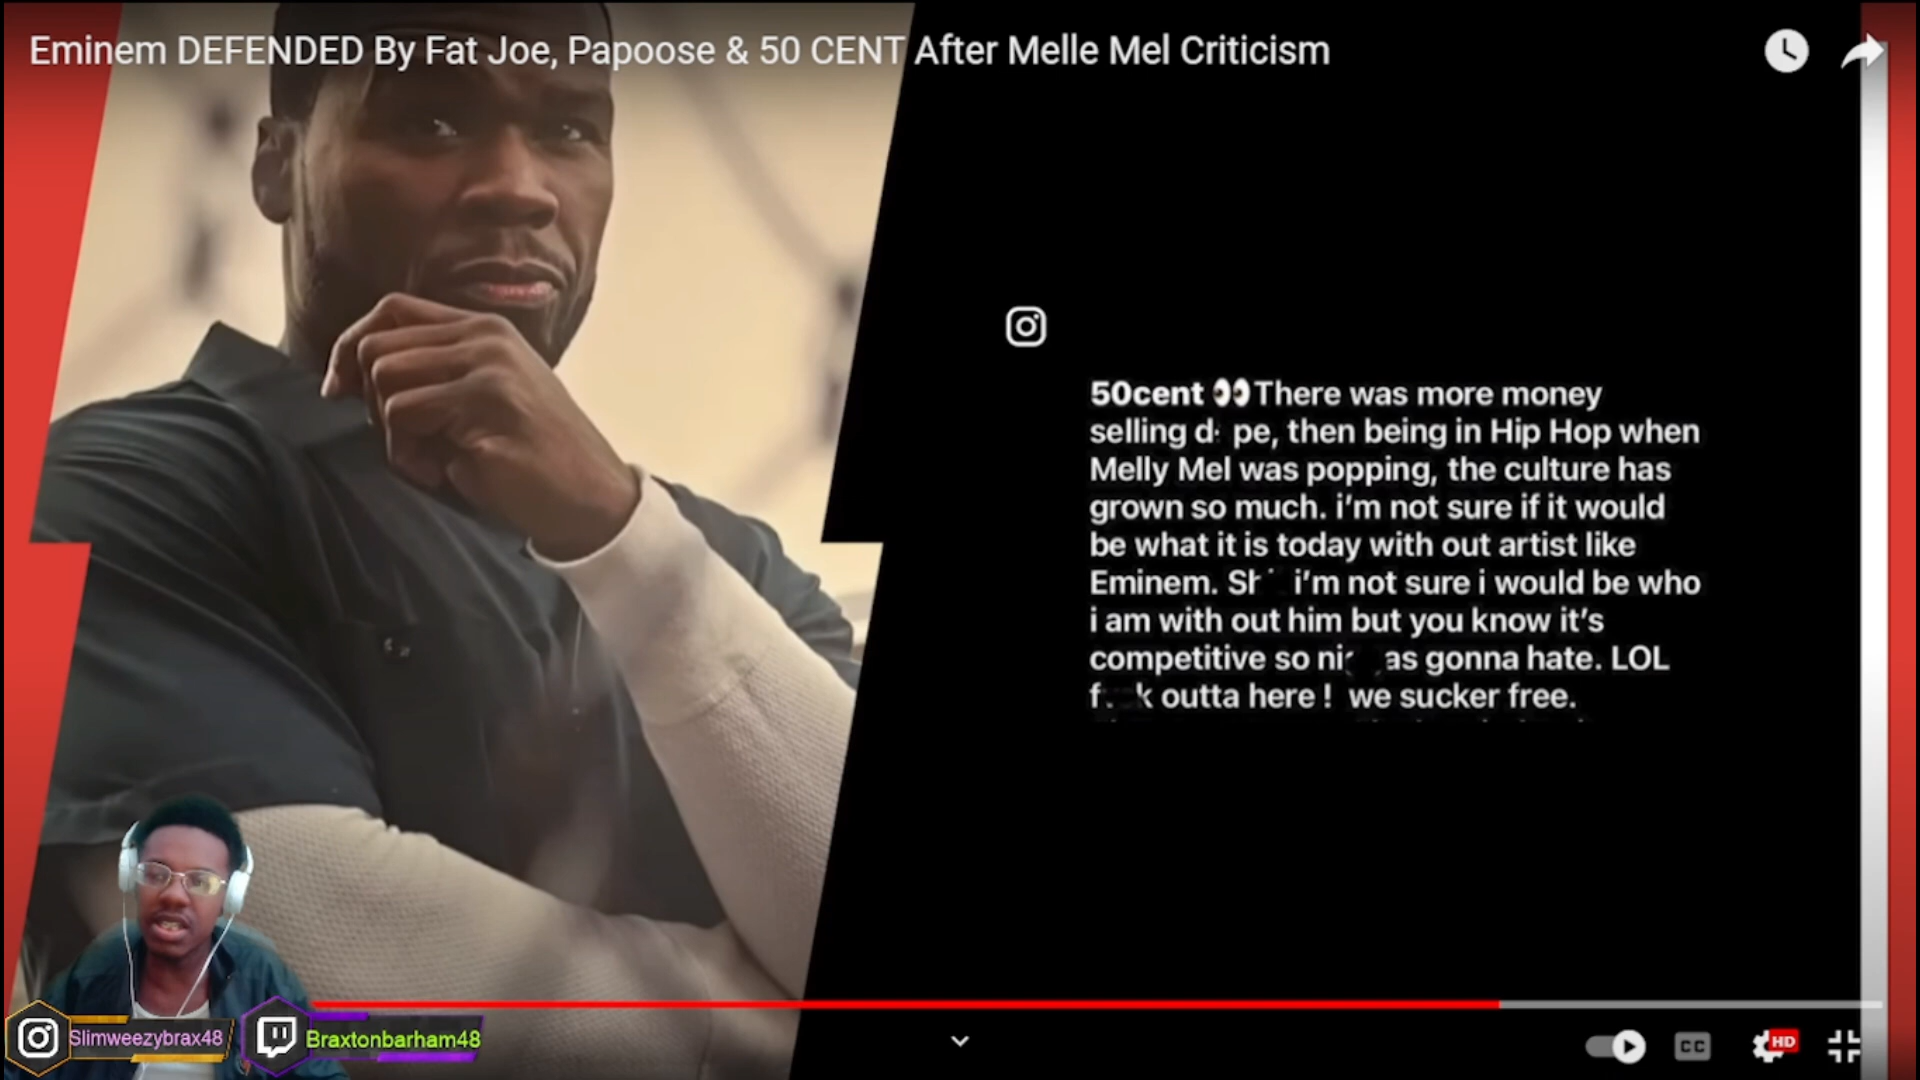 Eminem DEFENDED By Fat Joe, Papoose & 50 CENT After Melle Mel Criticism
50cent 👀There was more money
selling d pe, then being in Hip Hop when
Melly Mel was popping, the culture has
grown so much. i'm not sure if it would
be what it is today with out artist like
Eminem. Sh i'm not sure i would be who
i am with out him but you know it's
competitive so ni as gonna hate. LOL
f k outta here ! we sucker free.
Slimweezybrax48
Braxtonbarham48
CC
HD